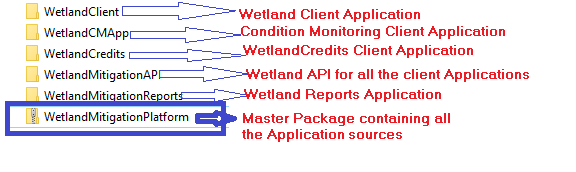 WetlandClient Wetland Client Application
WetlandCMApp Condition Monitoring Client Application
WetlandCredits WetlandCredits Client Application
WetlandMitigationAPI Wetland API for all the client Applications
WetlandMitigationReports Wetland Reports Application
WetlandMitigationPlatform Master Package containing all
the Application sources